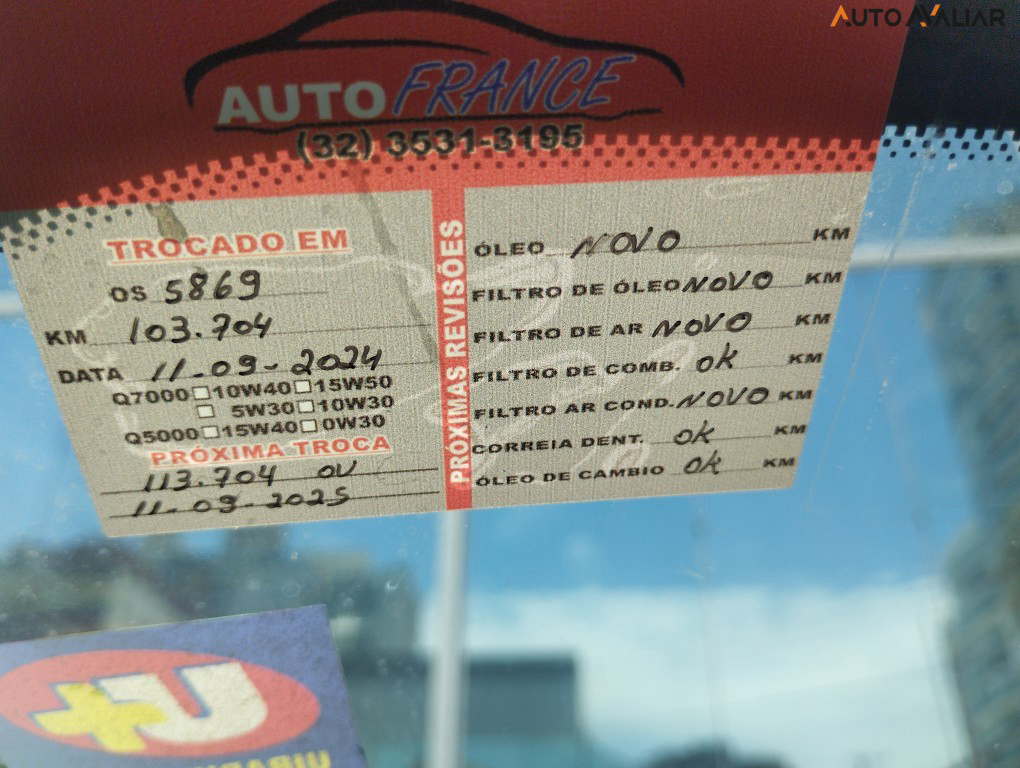 AUTO AVALIAR
AUTO FRANCE
(32) 3531-3195
TROCADO EM
OS 5869
KM 103.704
DATA 11-09-2024
Q7000 10W40 15W50
5W30 10W30
Q5000 15W40 0W30
PRÓXIMA TROCA
113.704 OU
11-09-2025
PRÓXIMAS REVISÕES
ÓLEO NOVO KM
FILTRO DE ÓLEO NOVO KM
FILTRO DE AR NOVO KM
FILTRO DE COMB. OK KM
FILTRO AR COND. NOVO KM
CORREIA DENT. OK KM
ÓLEO DE CAMBIO OK KM
U+